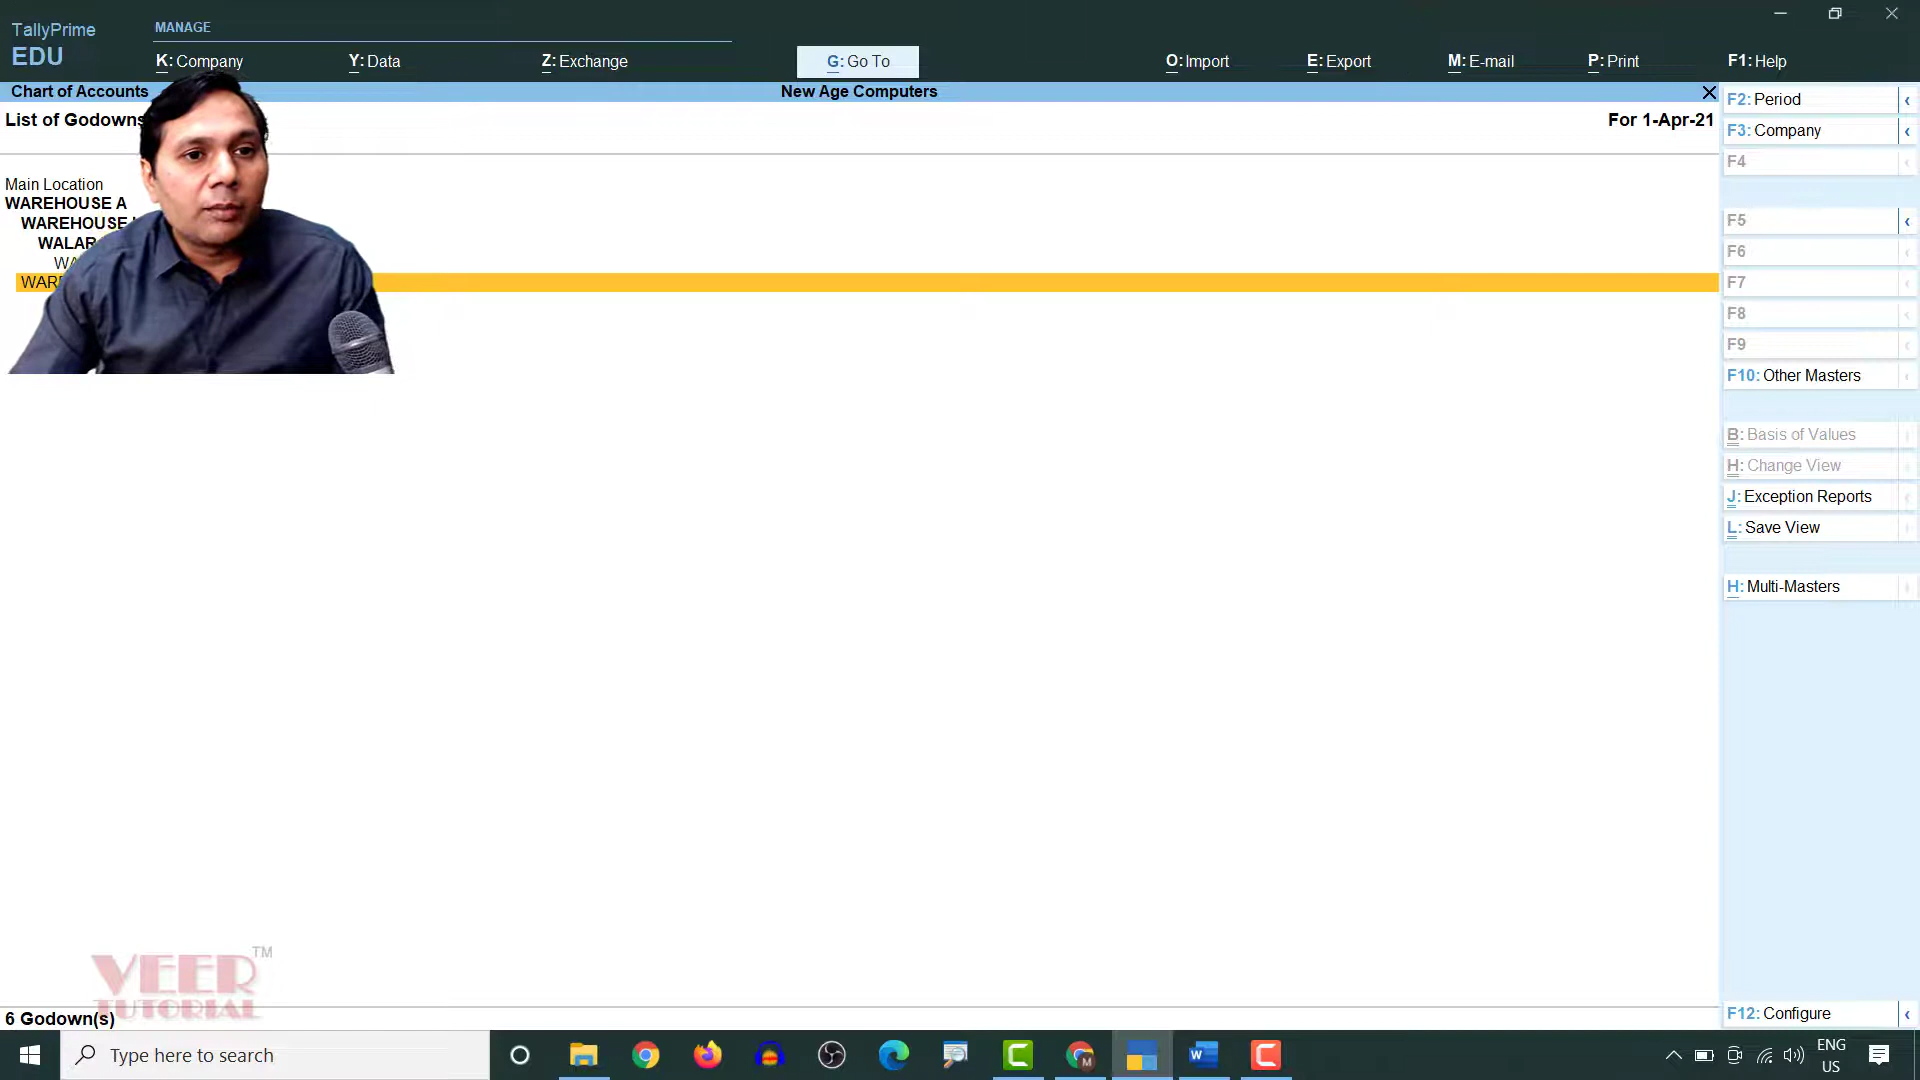 TallyPrime
EDU
MANAGE
K: Company
Y: Data
Z: Exchange
G: Go To
O: Import
E: Export
M: E-mail
P: Print
F1: Help
Chart of Accounts
New Age Computers
List of Godowns
For 1-Apr-21
Main Location
WAREHOUSE A
WAREHOUSE
F2: Period
F3: Company
F4
F5
F6
F7
F8
F9
F10: Other Masters
B: Basis of Values
H: Change View
J: Exception Reports
L: Save View
H: Multi-Masters
F12: Configure
VEER TM
TUTORIAL
6 Godown(s)
Type here to search
ENG
US